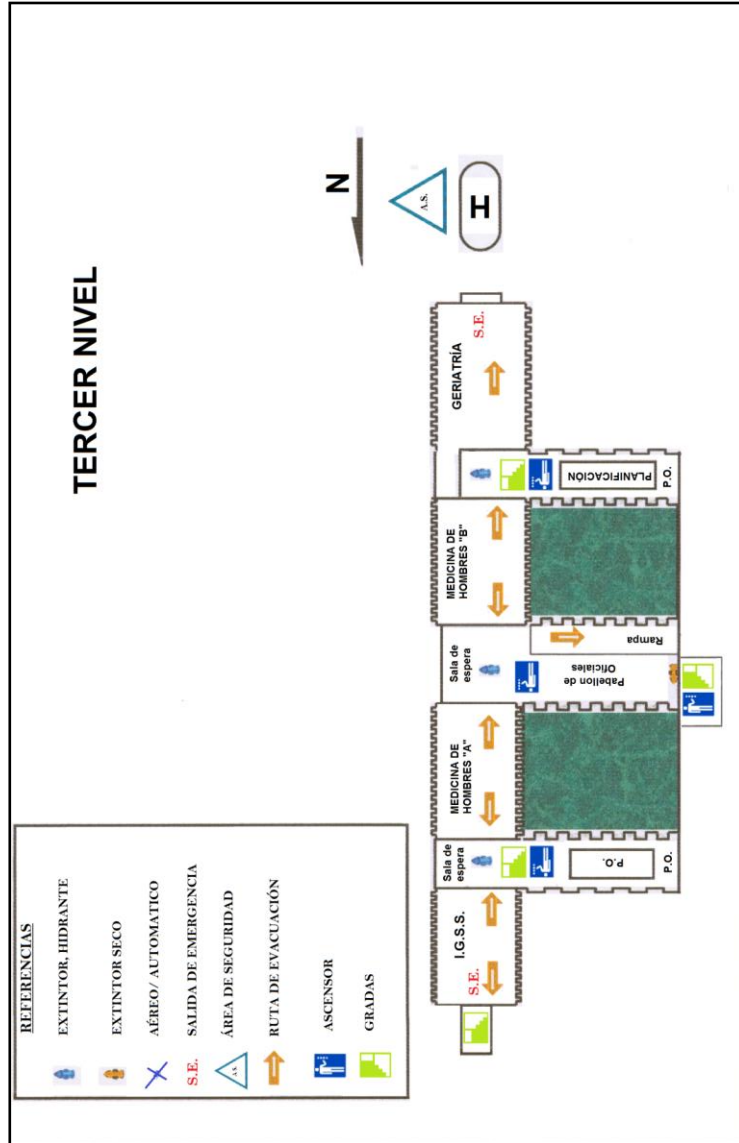 TERCER NIVEL
N
A.S.
H
REFERENCIAS
EXTINTOR, HIDRANTE
EXTINTOR SECO
AÉREO/ AUTOMATICO
S.E.
SALIDA DE EMERGENCIA
A.S.
ÁREA DE SEGURIDAD
RUTA DE EVACUACIÓN
ASCENSOR
GRADAS
S.E.
I.G.S.S.
Sala de
espera
P.O.
P.O.
MEDICINA DE
HOMBRES "A"
Sala de
espera
Pabellon de
Oficiales
Rampa
MEDICINA DE
HOMBRES "B"
PLANIFICACIÓN
P.O.
GERIATRÍA
S.E.